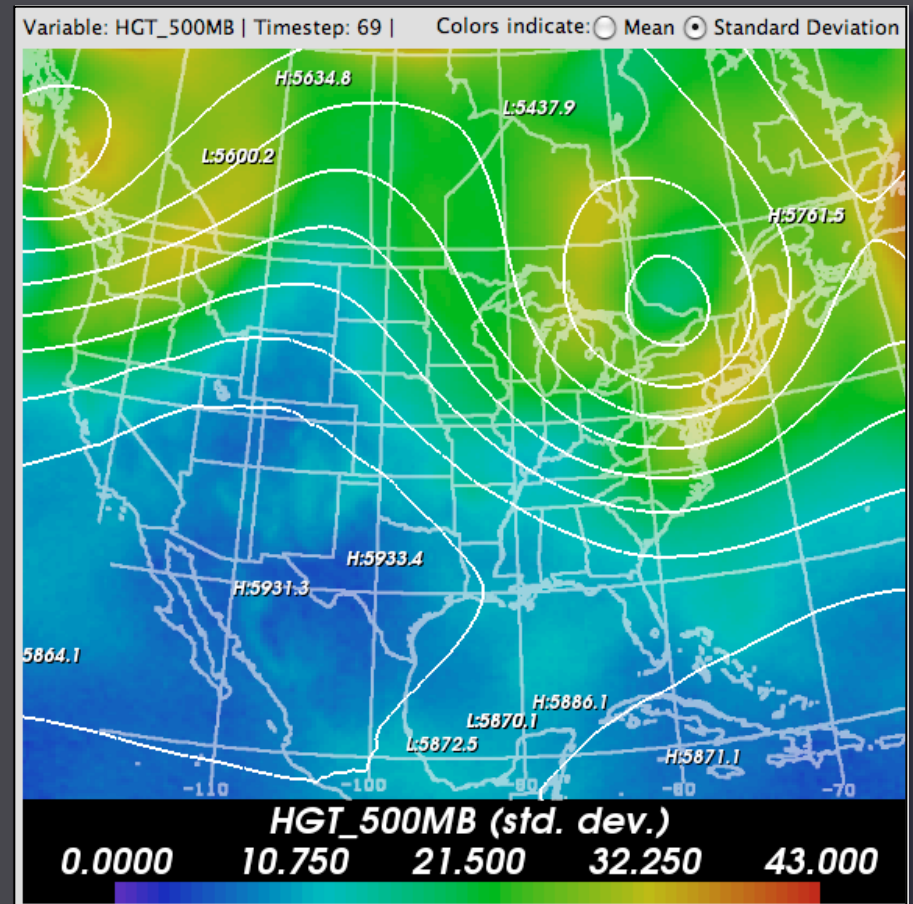 Variable: HGT_500MB | Timestep: 69 | Colors indicate: Mean Standard Deviation
H:5634.8
L:5437.9
L:5600.2
H:5761.5
H:5933.4
H:5931.3
5864.1
H:5886.1
L:5870.1
L:5872.5
H:5871.1
-110 -100 -80 -70
HGT_500MB (std. dev.)
0.0000 10.750 21.500 32.250 43.000